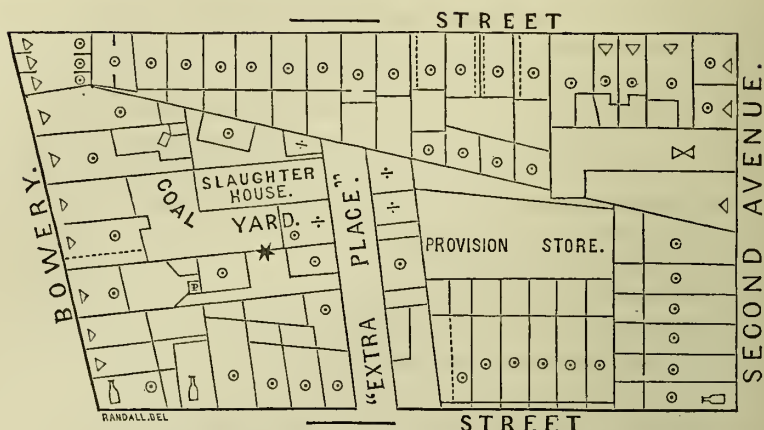 STREET
BOWERY.
SECOND AVENUE.
SLAUGHTER
HOUSE.
COAL
YARD.
"EXTRA PLACE."
PROVISION STORE.
P
RANDALL.DEL
STREET